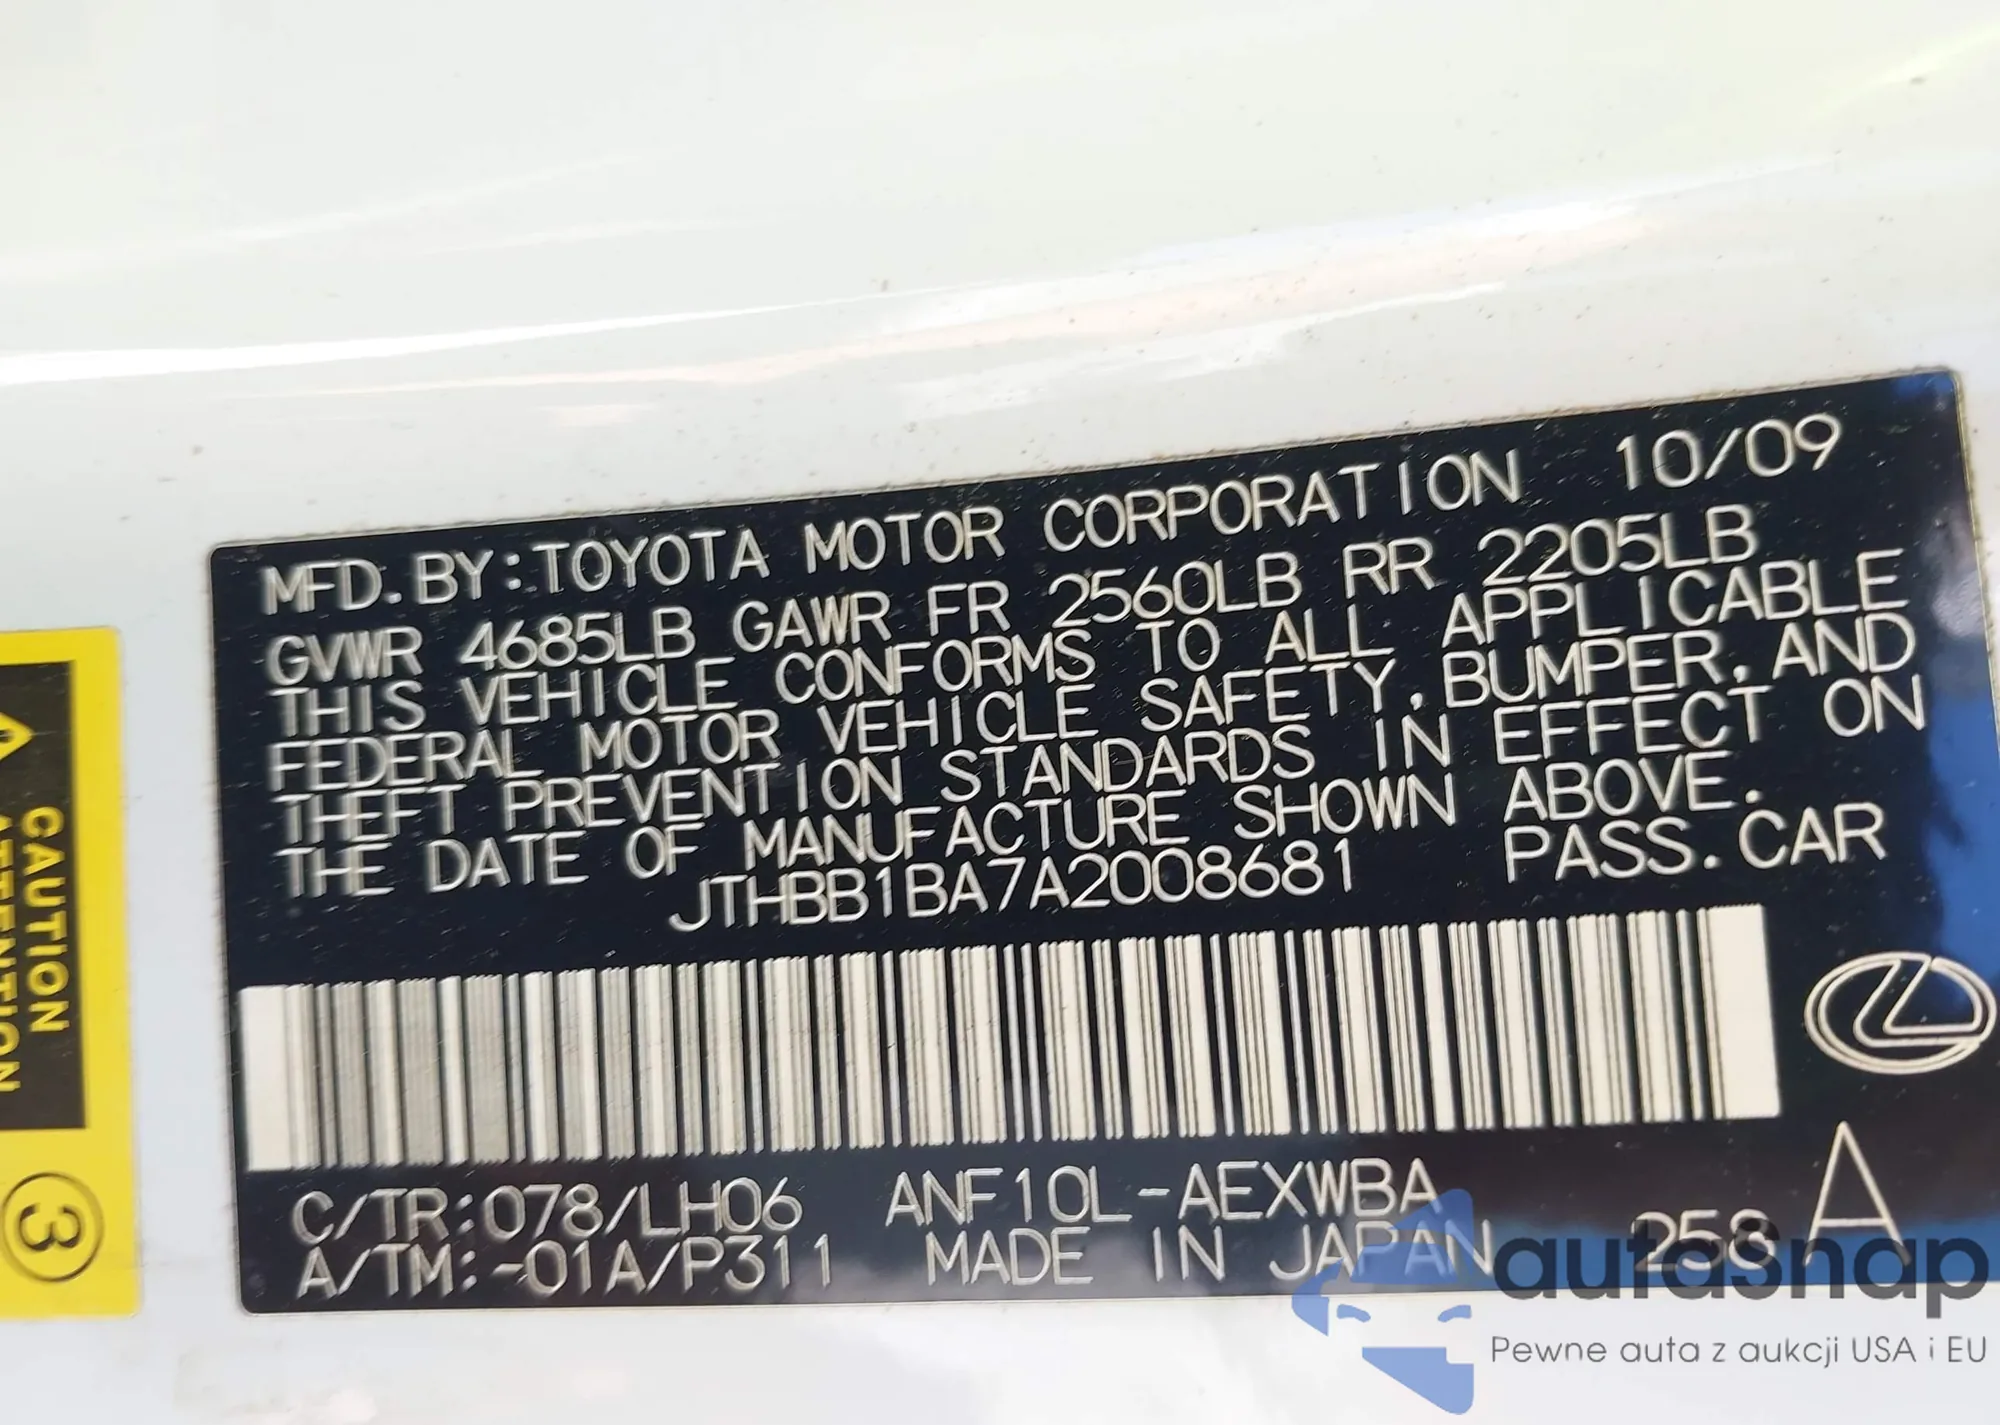 MFD. BY: TOYOTA MOTOR CORPORATION 10/09
GVWR 4685LB GAWR FR 2560LB RR 2205LB
THIS VEHICLE CONFORMS TO ALL APPLICABLE
FEDERAL MOTOR VEHICLE SAFETY, BUMPER, AND
THEFT PREVENTION STANDARDS IN EFFECT ON
THE DATE OF MANUFACTURE SHOWN ABOVE.
JTHBB1BA7A2008681 PASS. CAR
C/TR:078/LH06 ANF10L-AEXWBA
A/TM:-01A/P311 MADE IN JAPAN 258 A
CAUTION
ATTENTION
3
autasnap
Pewne auta z aukcji USA i EU